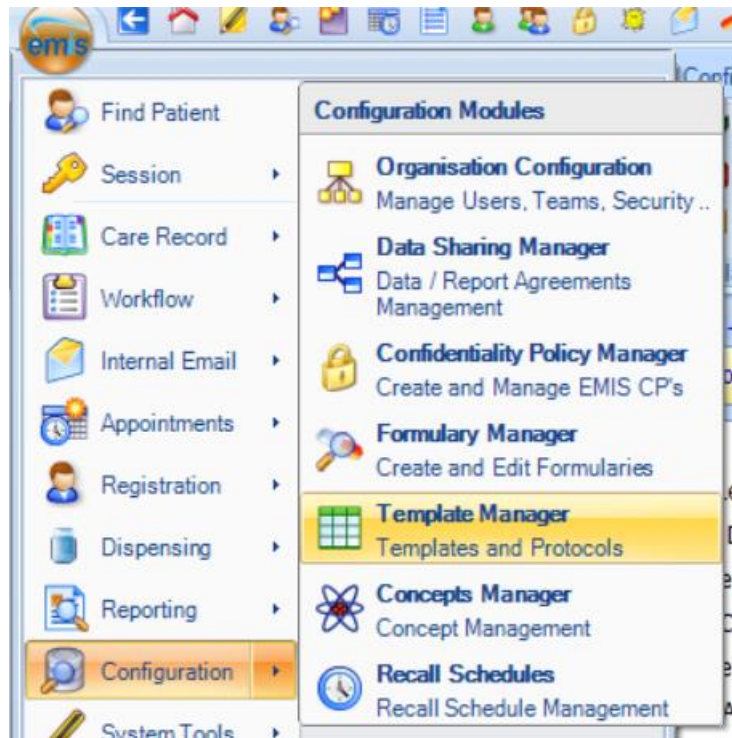 emis
Find Patient
Session
Care Record
Workflow
Internal Email
Appointments
Registration
Dispensing
Reporting
Configuration
System Tools
Configuration Modules
Organisation Configuration
Manage Users, Teams, Security ..
Data Sharing Manager
Data / Report Agreements
Management
Confidentiality Policy Manager
Create and Manage EMIS CP's
Formulary Manager
Create and Edit Formularies
Template Manager
Templates and Protocols
Concepts Manager
Concept Management
Recall Schedules
Recall Schedule Management